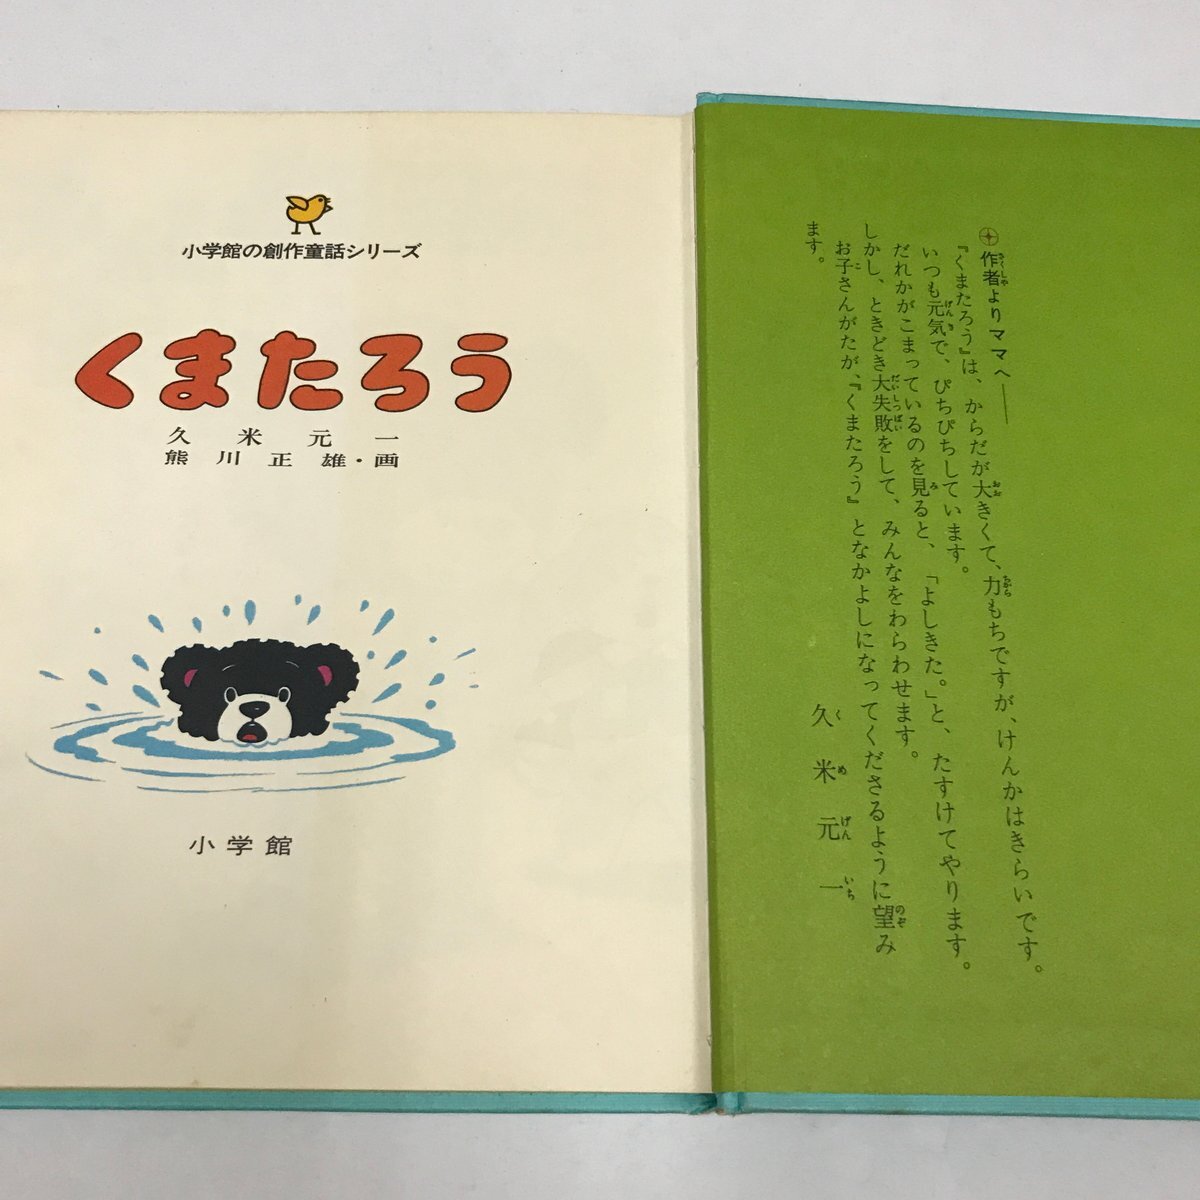 小学館の創作童話シリーズ
くまたろう
久米元一
熊川正雄・画
小学館
作者よりママへ――
『くまたろう』は、からだが大きくて、力もちですが、けんかはきらいです。
いつも元気で、ぴちぴちしています。
だれかがこまっているのを見ると、「よしきた。」と、たすけてやります。
しかし、ときどき大失敗をして、みんなをわらわせます。
お子さんがたが、『くまたろう』となかよしになってくださるように望み
ます。
久米元一